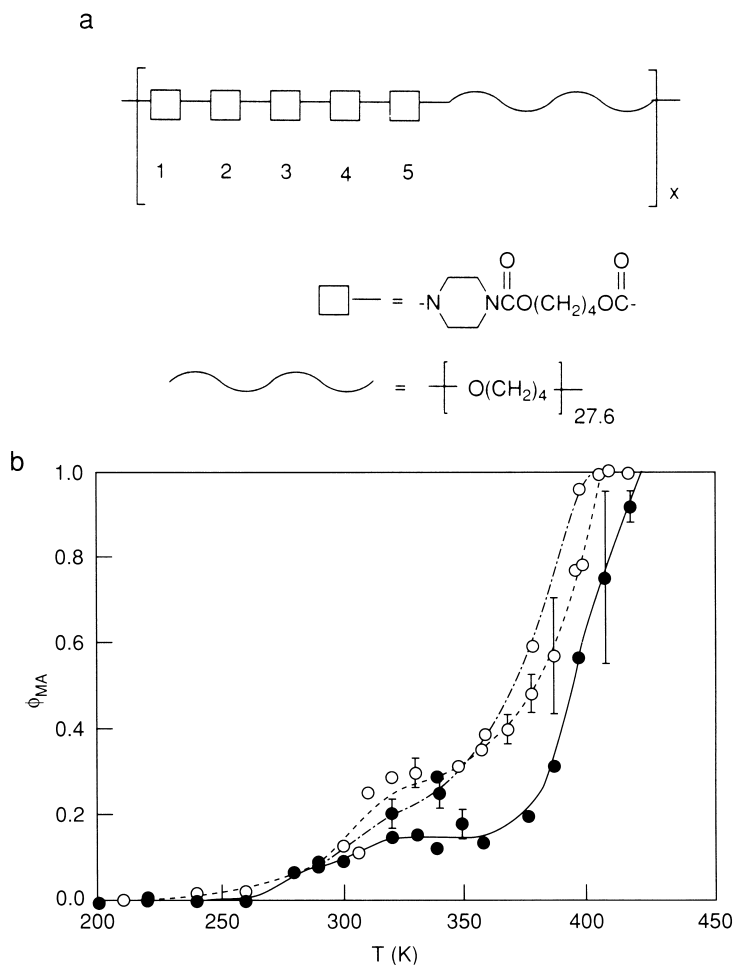 a
1 2 3 4 5
x
O O
= -N NCO(CH₂)₄OC-
= O(CH₂)₄
27.6
b
1.0
0.8
0.6
0.4
0.2
0.0
ϕMA
200 250 300 350 400 450
T (K)